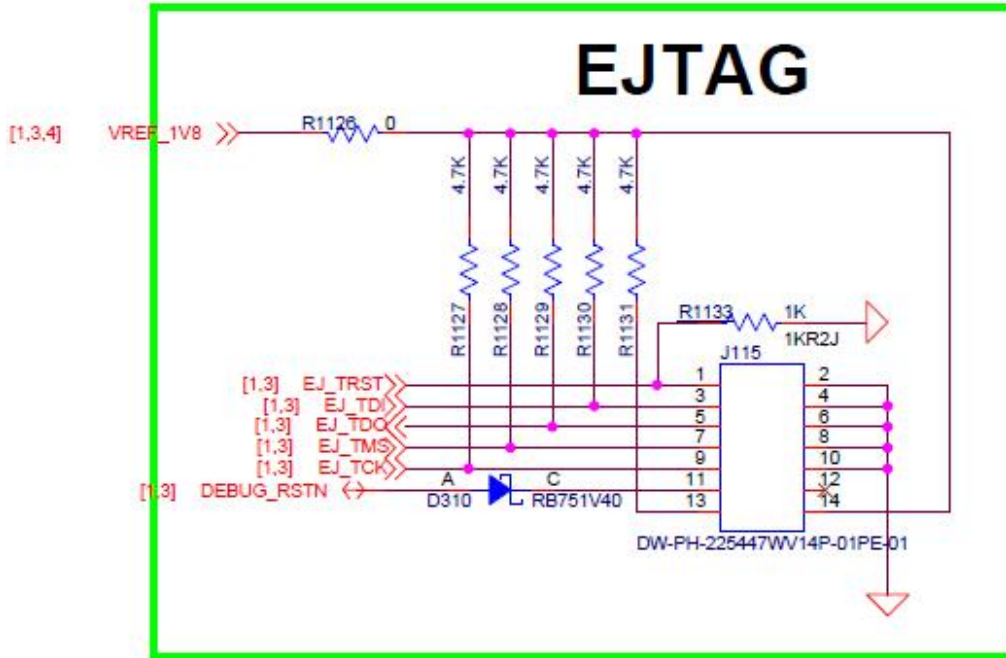 EJTAG
[1,3,4] VREF_1V8 R1126 0
4.7K 4.7K 4.7K 4.7K 4.7K
R1127 R1128 R1129 R1130 R1131
R1133 1K
1KR2J
J115
[1,3] EJ_TRST 1 2
[1,3] EJ_TDI 3 4
[1,3] EJ_TDO 5 6
[1,3] EJ_TMS 7 8
[1,3] EJ_TCK 9 10
[1,3] DEBUG_RSTN A C 11 12
D310 RB751V40 13 14
DW-PH-225447WV14P-01PE-01